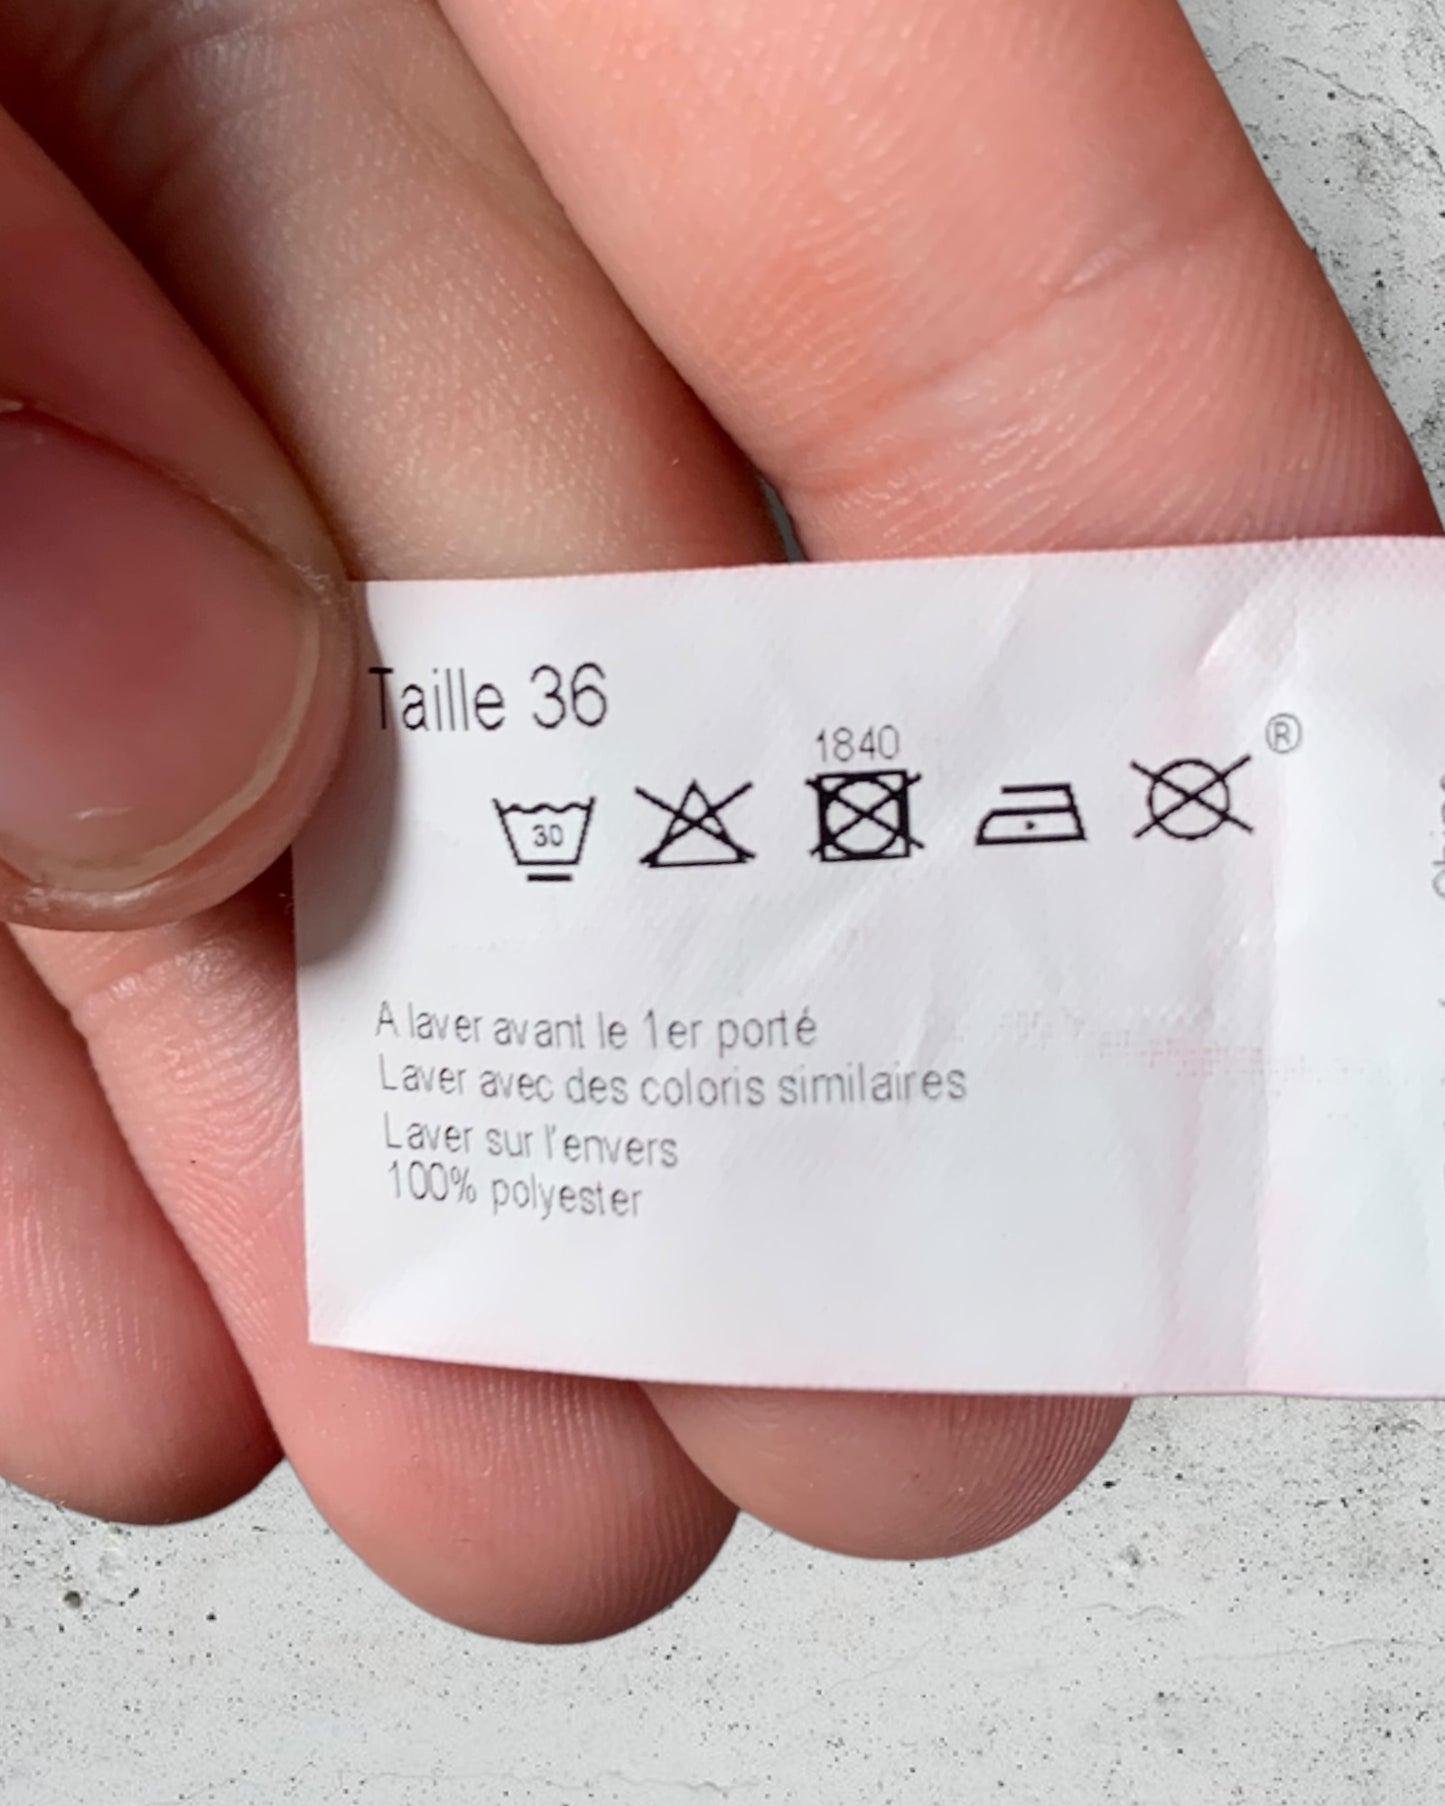 Taille 36
1840
®
30
A laver avant le 1er porté
Laver avec des coloris similaires
Laver sur l'envers
100% polyester